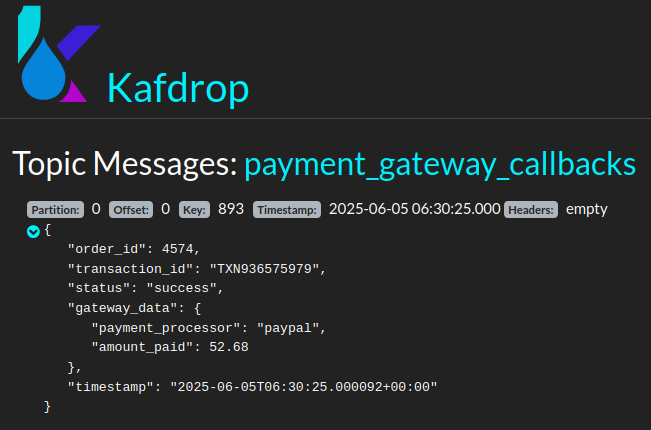 Kafdrop
Topic Messages: payment_gateway_callbacks
Partition: 0 Offset: 0 Key: 893 Timestamp: 2025-06-05 06:30:25.000 Headers: empty
{
"order_id": 4574,
"transaction_id": "TXN936575979",
"status": "success",
"gateway_data": {
"payment_processor": "paypal",
"amount_paid": 52.68
},
"timestamp": "2025-06-05T06:30:25.000092+00:00"
}